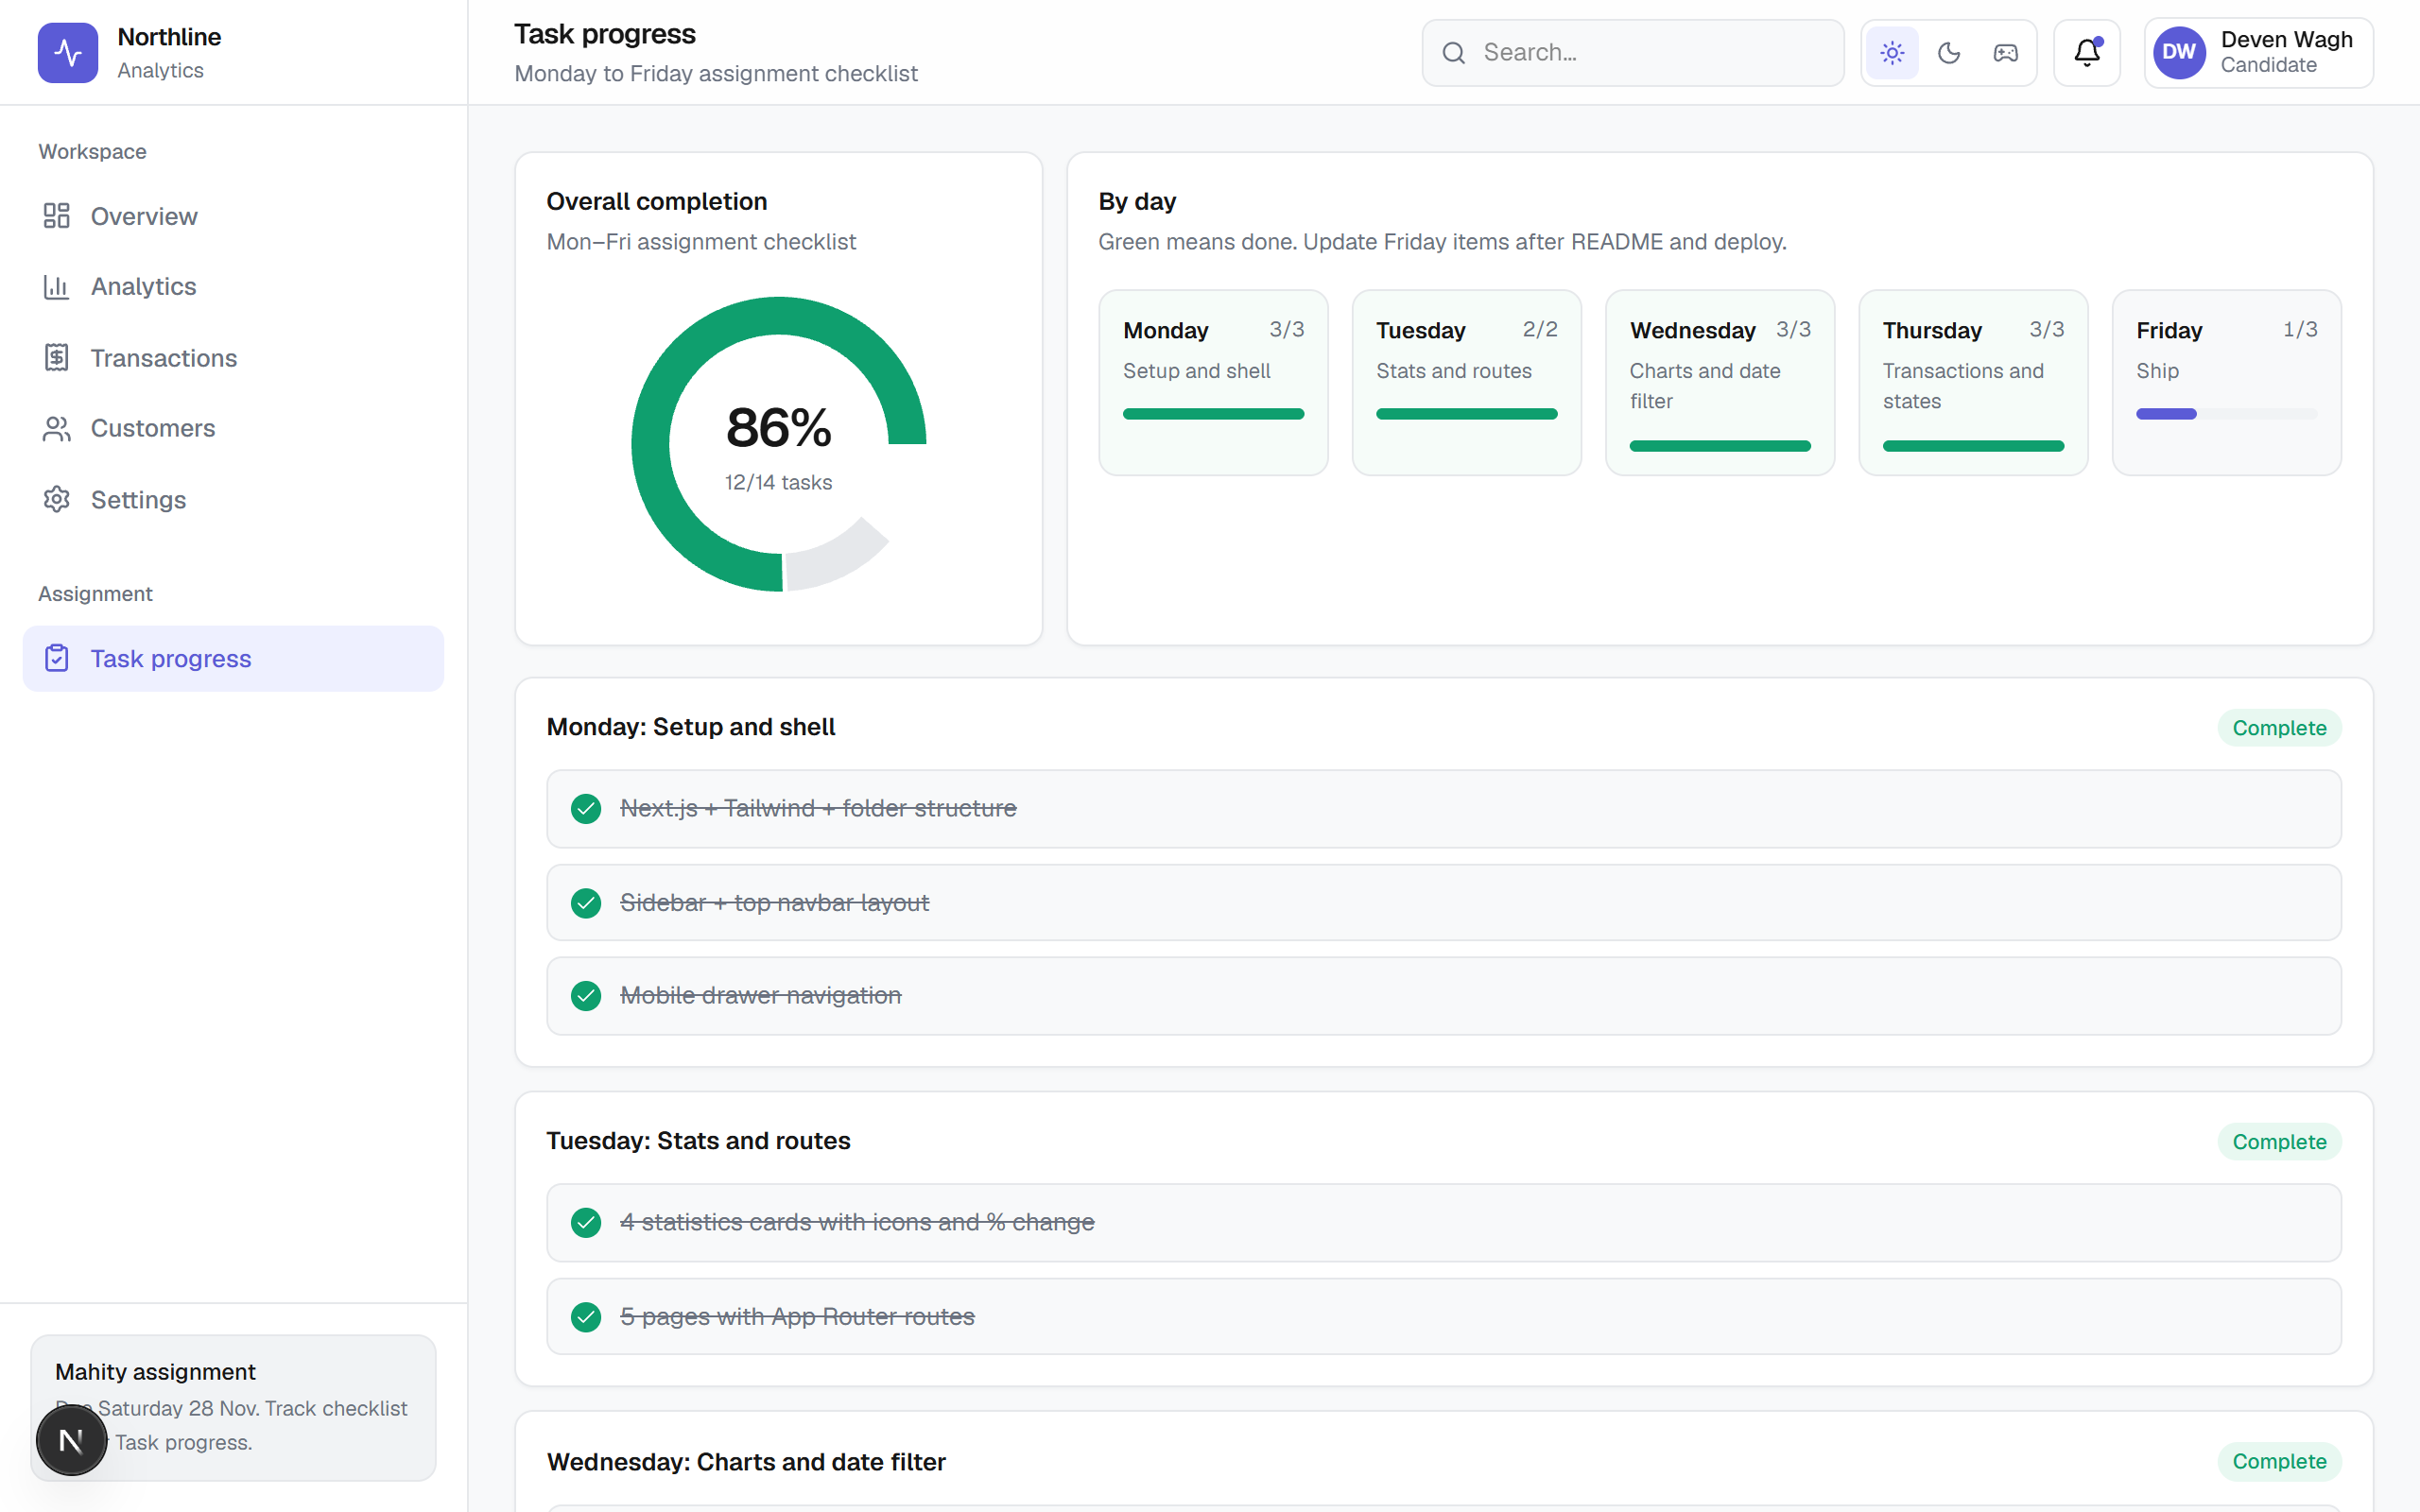 Northline
Analytics
Task progress
Monday to Friday assignment checklist
Search...
DW
Deven Wagh
Candidate
Workspace
Overview
Analytics
Transactions
Customers
Settings
Assignment
Task progress
Overall completion
Mon–Fri assignment checklist
86%
12/14 tasks
By day
Green means done. Update Friday items after README and deploy.
Monday 3/3
Setup and shell
Tuesday 2/2
Stats and routes
Wednesday 3/3
Charts and date
filter
Thursday 3/3
Transactions and
states
Friday 1/3
Ship
Monday: Setup and shell
Complete
Next.js + Tailwind + folder structure
Sidebar + top navbar layout
Mobile drawer navigation
Tuesday: Stats and routes
Complete
4 statistics cards with icons and % change
5 pages with App Router routes
Wednesday: Charts and date filter
Complete
Mahity assignment
Saturday 28 Nov. Track checklist
Task progress.
N